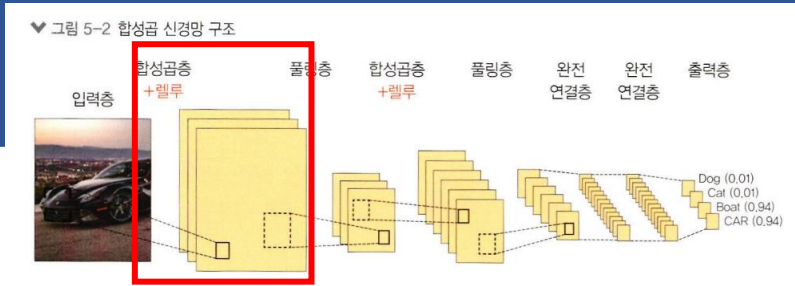 그림 5-2 합성곱 신경망 구조
입력층
합성곱층
+렐루
풀링층
합성곱층
+렐루
풀링층
완전
연결층
완전
연결층
출력층
Dog (0,01)
Cat (0,01)
Boat (0,94)
CAR (0,94)